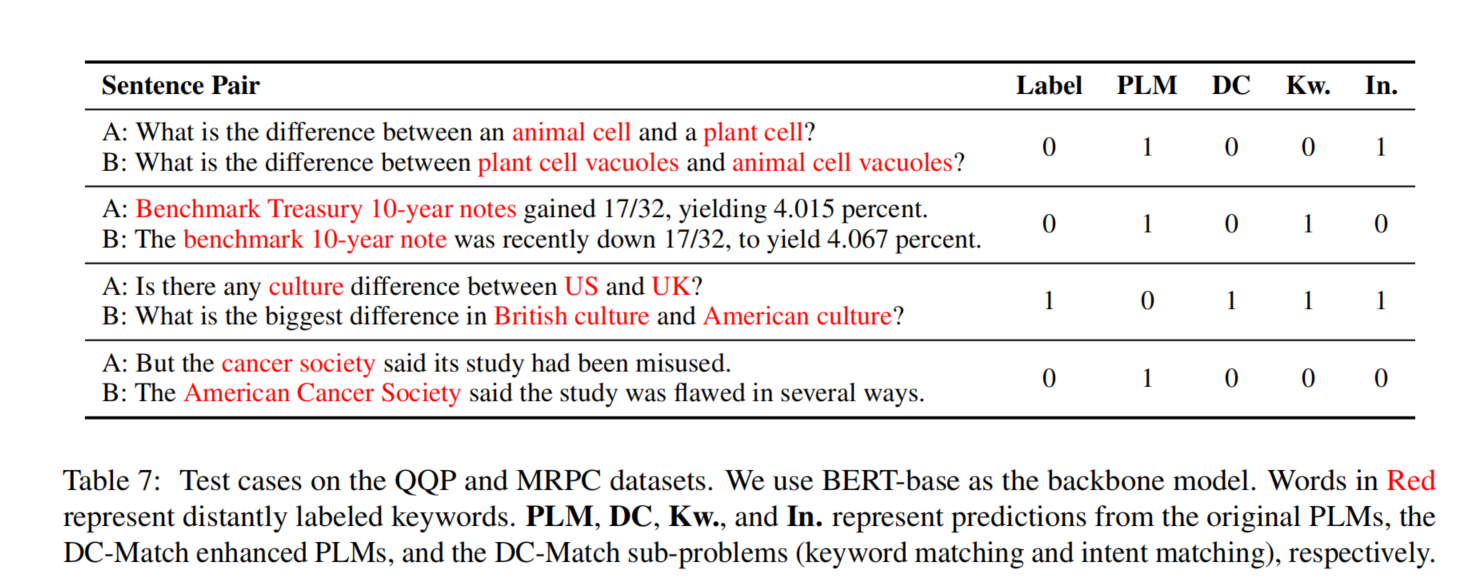 Sentence Pair Label PLM DC Kw. In.
A: What is the difference between an animal cell and a plant cell?
B: What is the difference between plant cell vacuoles and animal cell vacuoles?
0 1 0 0 1
A: Benchmark Treasury 10-year notes gained 17/32, yielding 4.015 percent.
B: The benchmark 10-year note was recently down 17/32, to yield 4.067 percent.
0 1 0 1 0
A: Is there any culture difference between US and UK?
B: What is the biggest difference in British culture and American culture?
1 0 1 1 1
A: But the cancer society said its study had been misused.
B: The American Cancer Society said the study was flawed in several ways.
0 1 0 0 0
Table 7: Test cases on the QQP and MRPC datasets. We use BERT-base as the backbone model. Words in Red
represent distantly labeled keywords. PLM, DC, Kw., and In. represent predictions from the original PLMs, the
DC-Match enhanced PLMs, and the DC-Match sub-problems (keyword matching and intent matching), respectively.